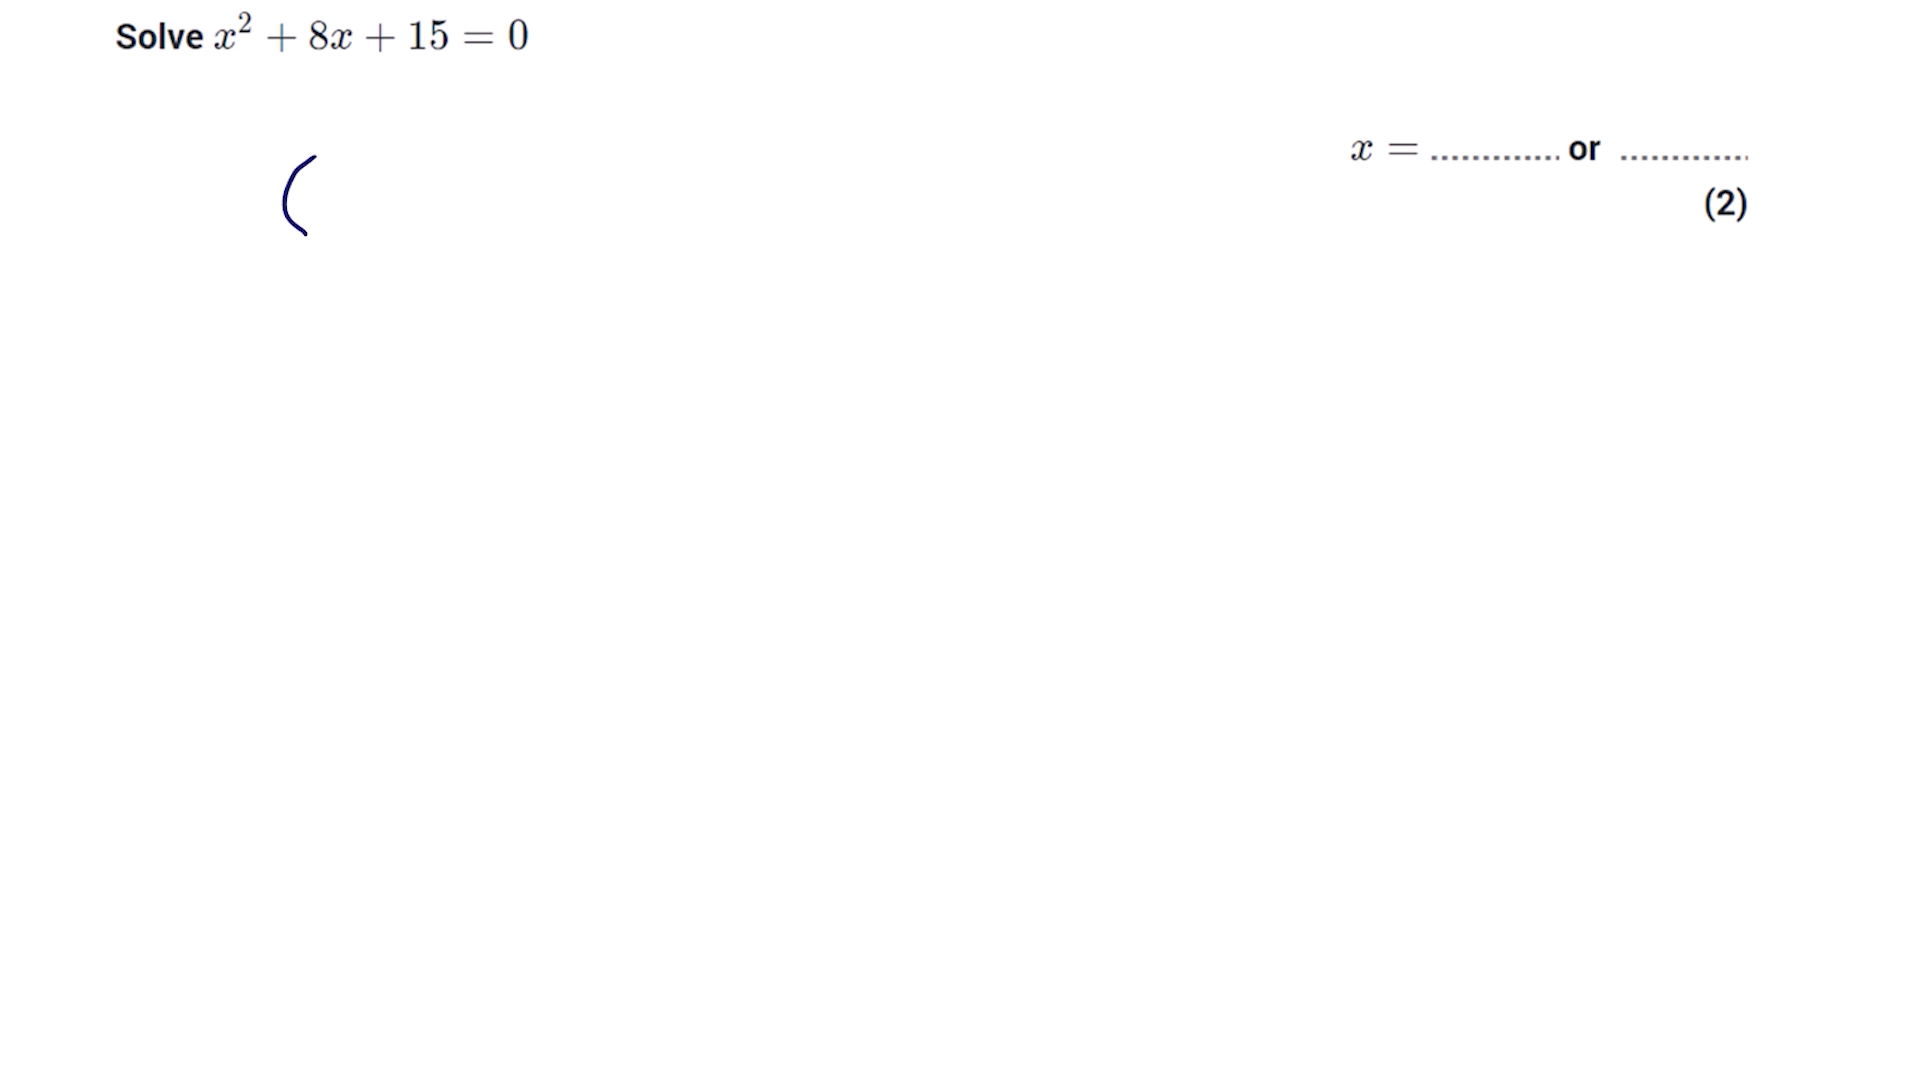 Solve x² + 8x + 15 = 0
x = ............. or .............
(2)
(